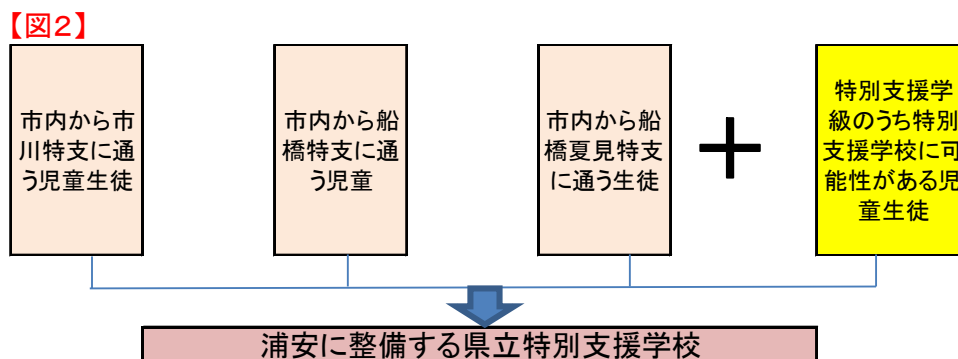 【図2】
市内から市
川特支に通
う児童生徒
市内から船
橋特支に通
う児童
市内から船
橋夏見特支
に通う生徒
+
特別支援学
級のうち特別
支援学校に可
能性がある児
童生徒
浦安に整備する県立特別支援学校